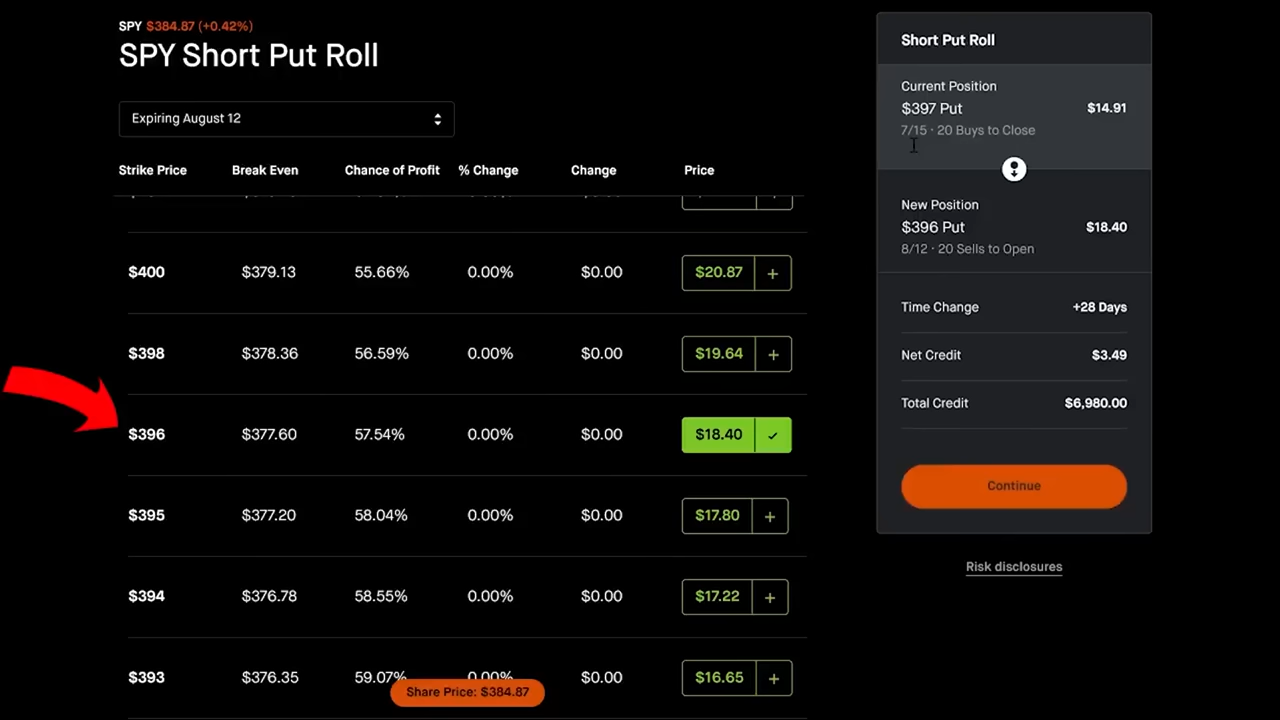 SPY $384.87 (+0.42%)
SPY Short Put Roll
Expiring August 12
Strike Price Break Even Chance of Profit % Change Change Price
$400 $379.13 55.66% 0.00% $0.00 $20.87 +
$398 $378.36 56.59% 0.00% $0.00 $19.64 +
$396 $377.60 57.54% 0.00% $0.00 $18.40
$395 $377.20 58.04% 0.00% $0.00 $17.80 +
$394 $376.78 58.55% 0.00% $0.00 $17.22 +
$393 $376.35 59.07% 0.00% $0.00 $16.65 +
Share Price: $384.87
Short Put Roll
Current Position
$397 Put $14.91
7/15 · 20 Buys to Close
New Position
$396 Put $18.40
8/12 · 20 Sells to Open
Time Change +28 Days
Net Credit $3.49
Total Credit $6,980.00
Continue
Risk disclosures